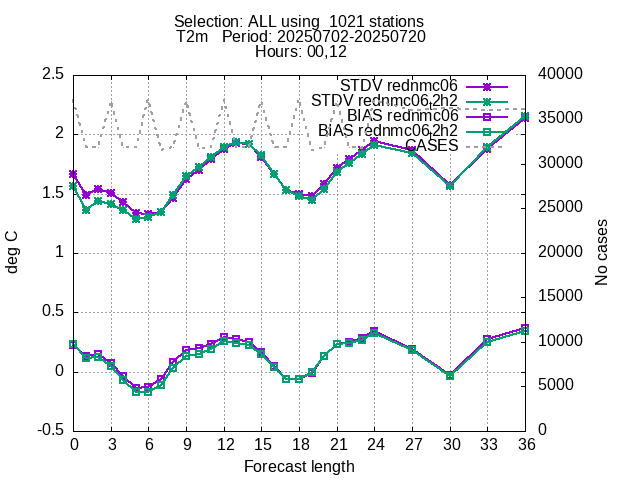 Selection: ALL using  1021 stations
T2m   Period: 20250702-20250720
Hours: 00,12
STDV rednmc06
STDV rednmc06,2h2
BIAS rednmc06
BIAS rednmc06,2h2
CASES
2.5
2
1.5
1
0.5
0
-0.5
40000
35000
30000
25000
20000
15000
10000
5000
0
deg C
No cases
0 3 6 9 12 15 18 21 24 27 30 33 36
Forecast length